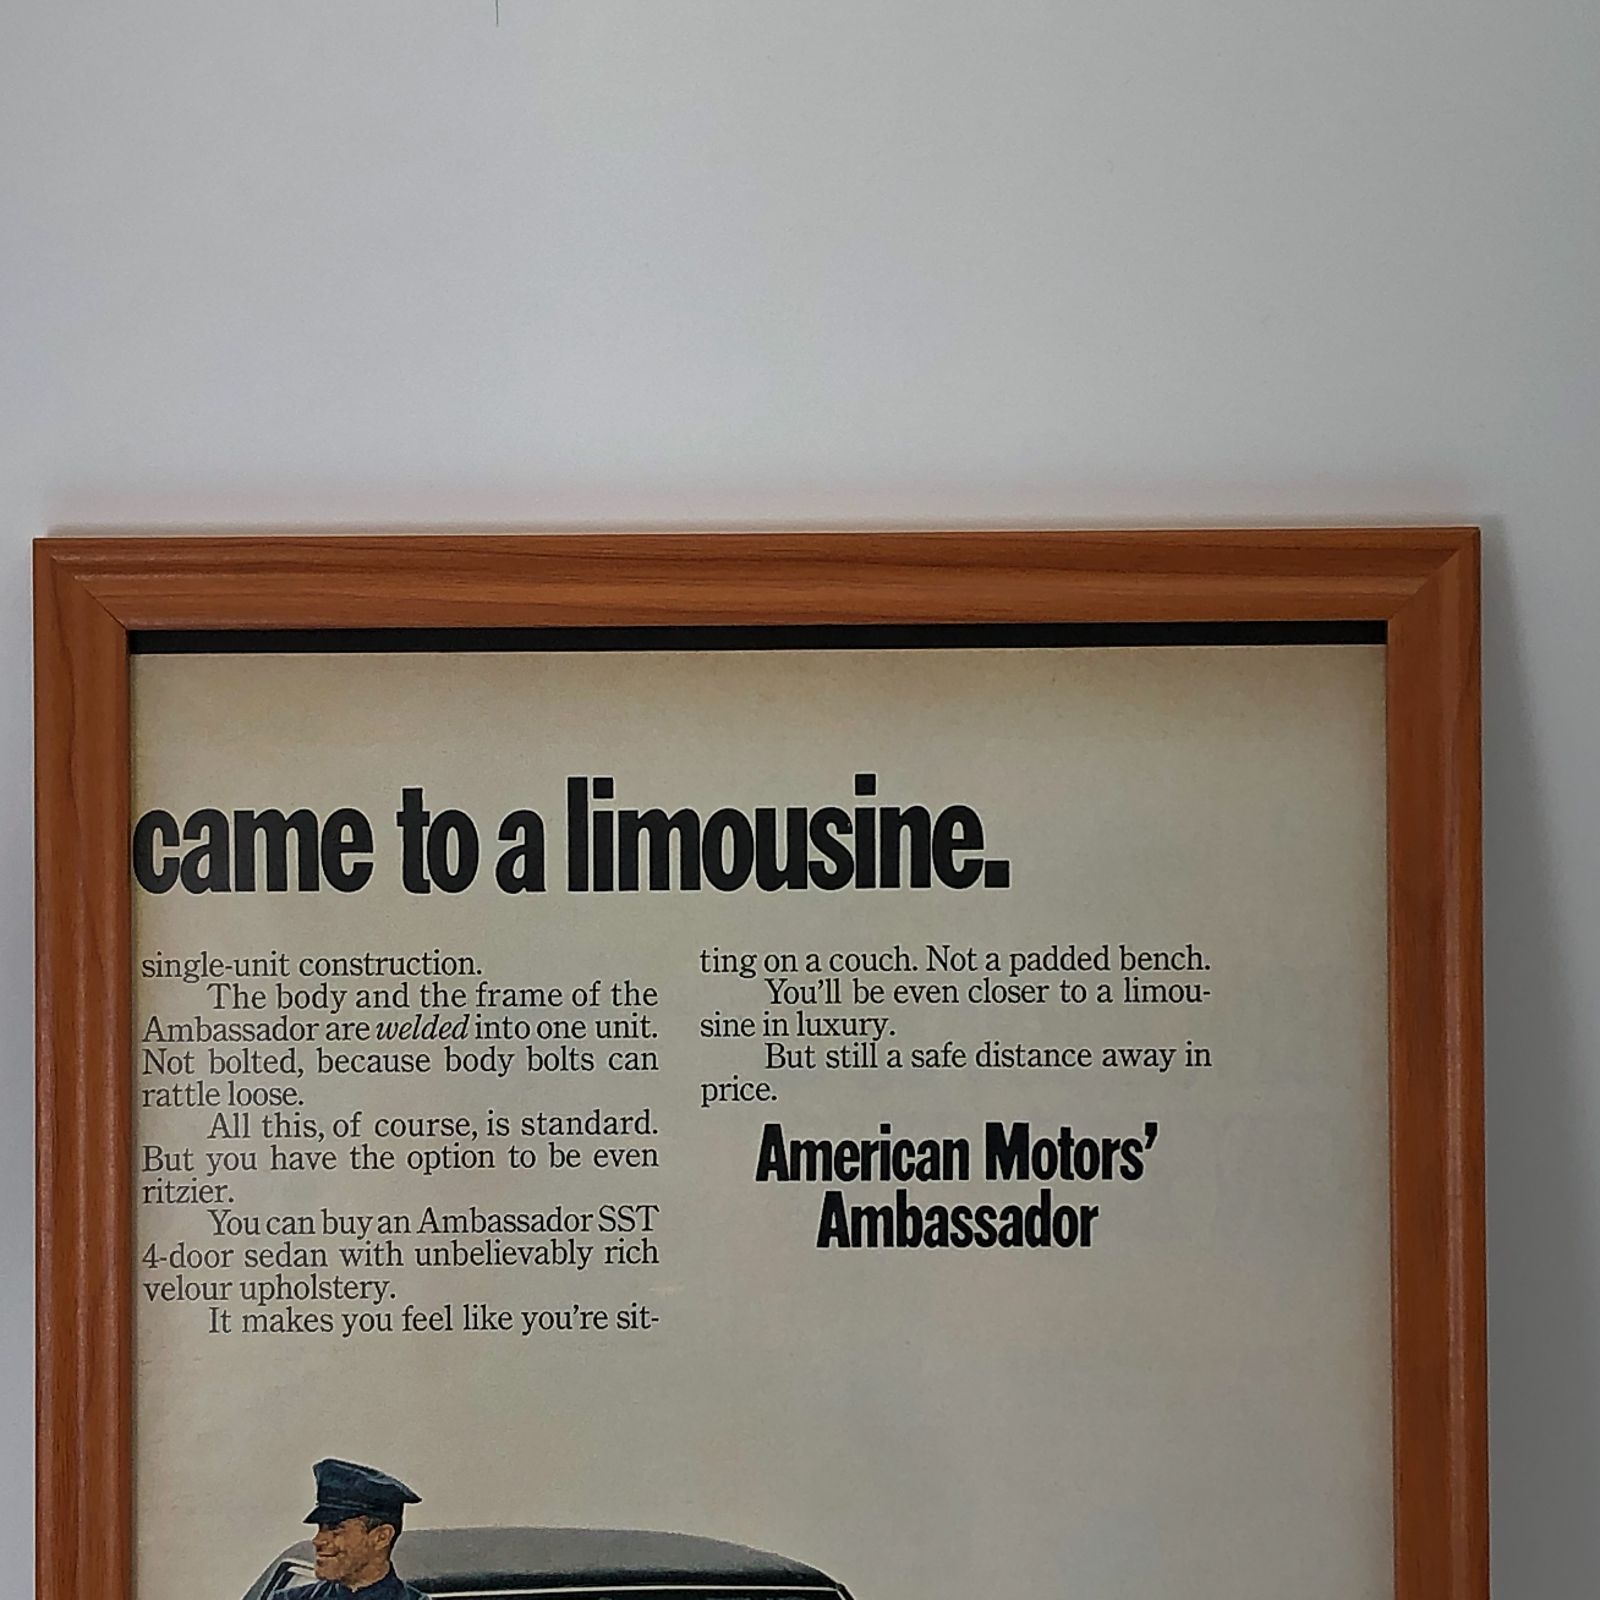 came to a limousine.
single-unit construction.
The body and the frame of the
Ambassador are welded into one unit.
Not bolted, because body bolts can
rattle loose.
All this, of course, is standard.
But you have the option to be even
ritzier.
You can buy an Ambassador SST
4-door sedan with unbelievably rich
velour upholstery.
It makes you feel like you're sit-
ting on a couch. Not a padded bench.
You'll be even closer to a limou-
sine in luxury.
But still a safe distance away in
price.
American Motors'
Ambassador